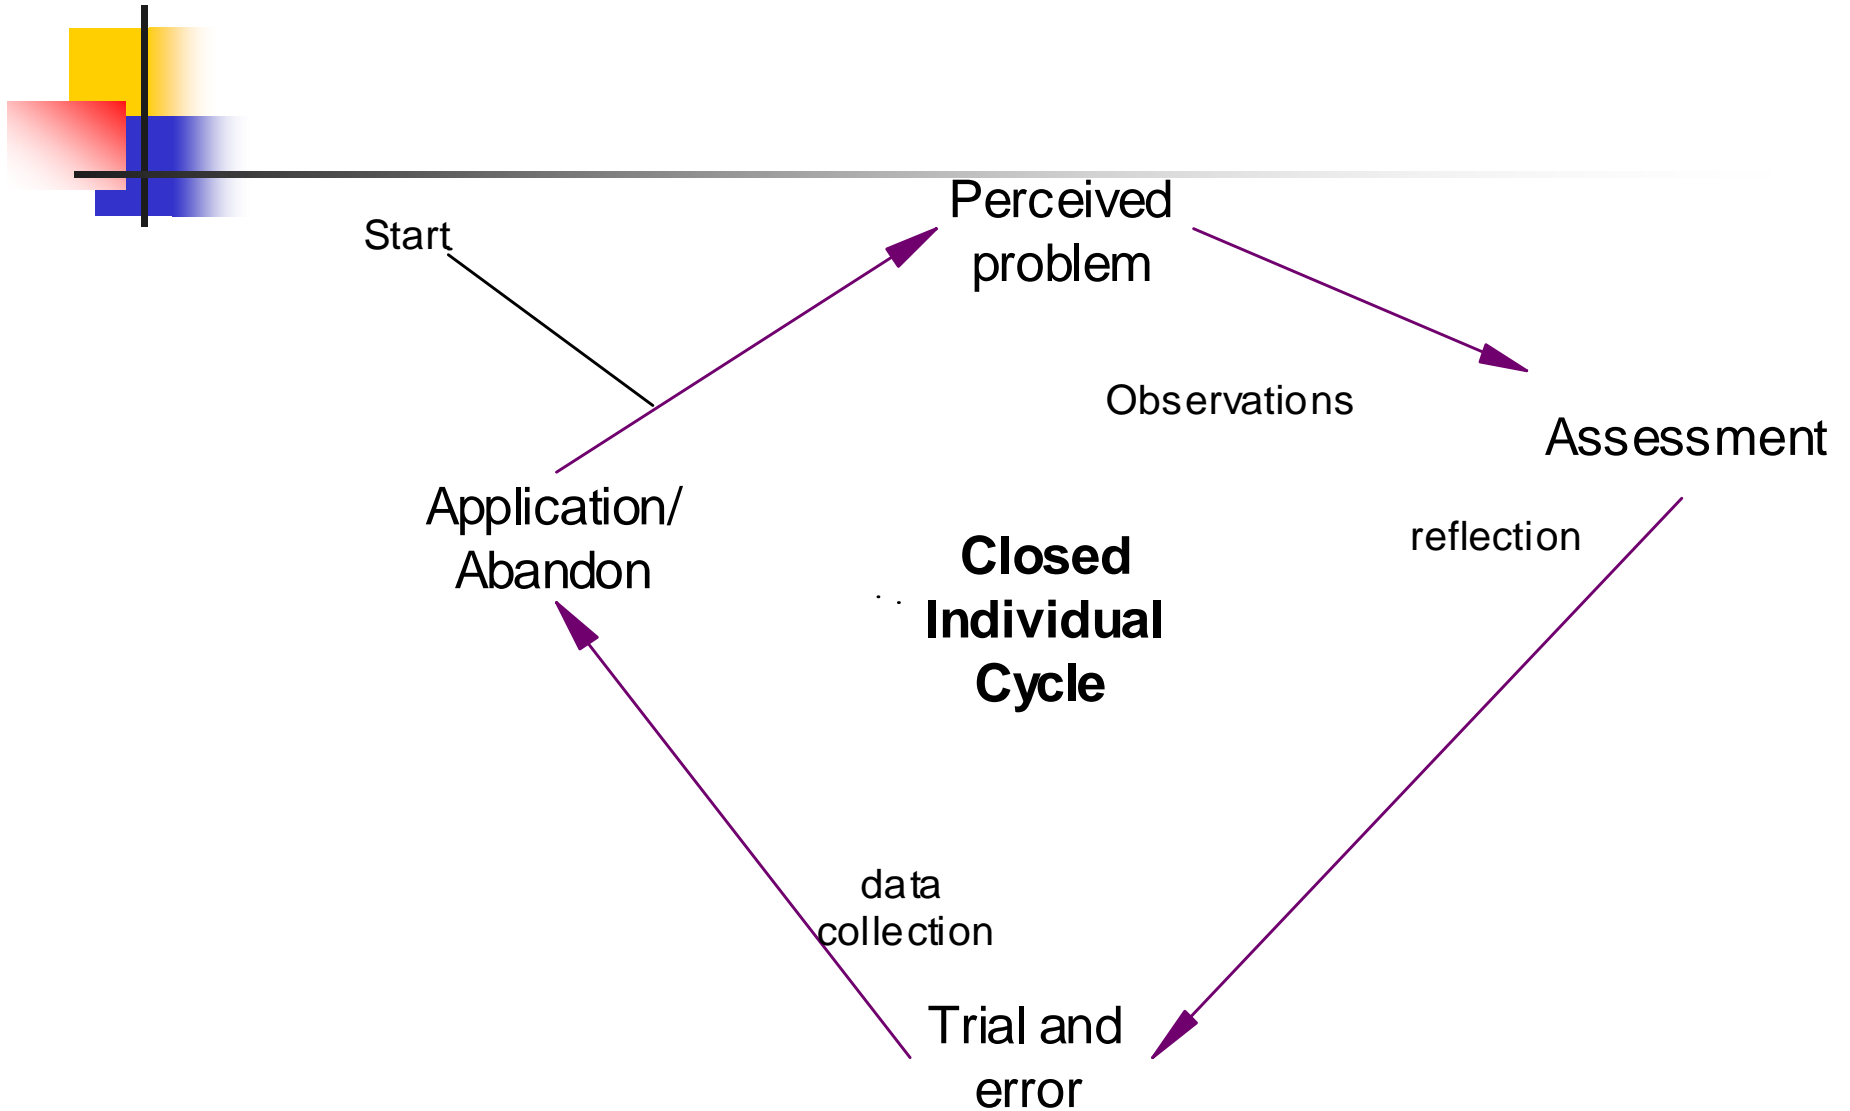 Perceived
problem
Start
Observations
Assessment
reflection
Application/
Abandon
Closed
Individual
Cycle
data
collection
Trial and
error